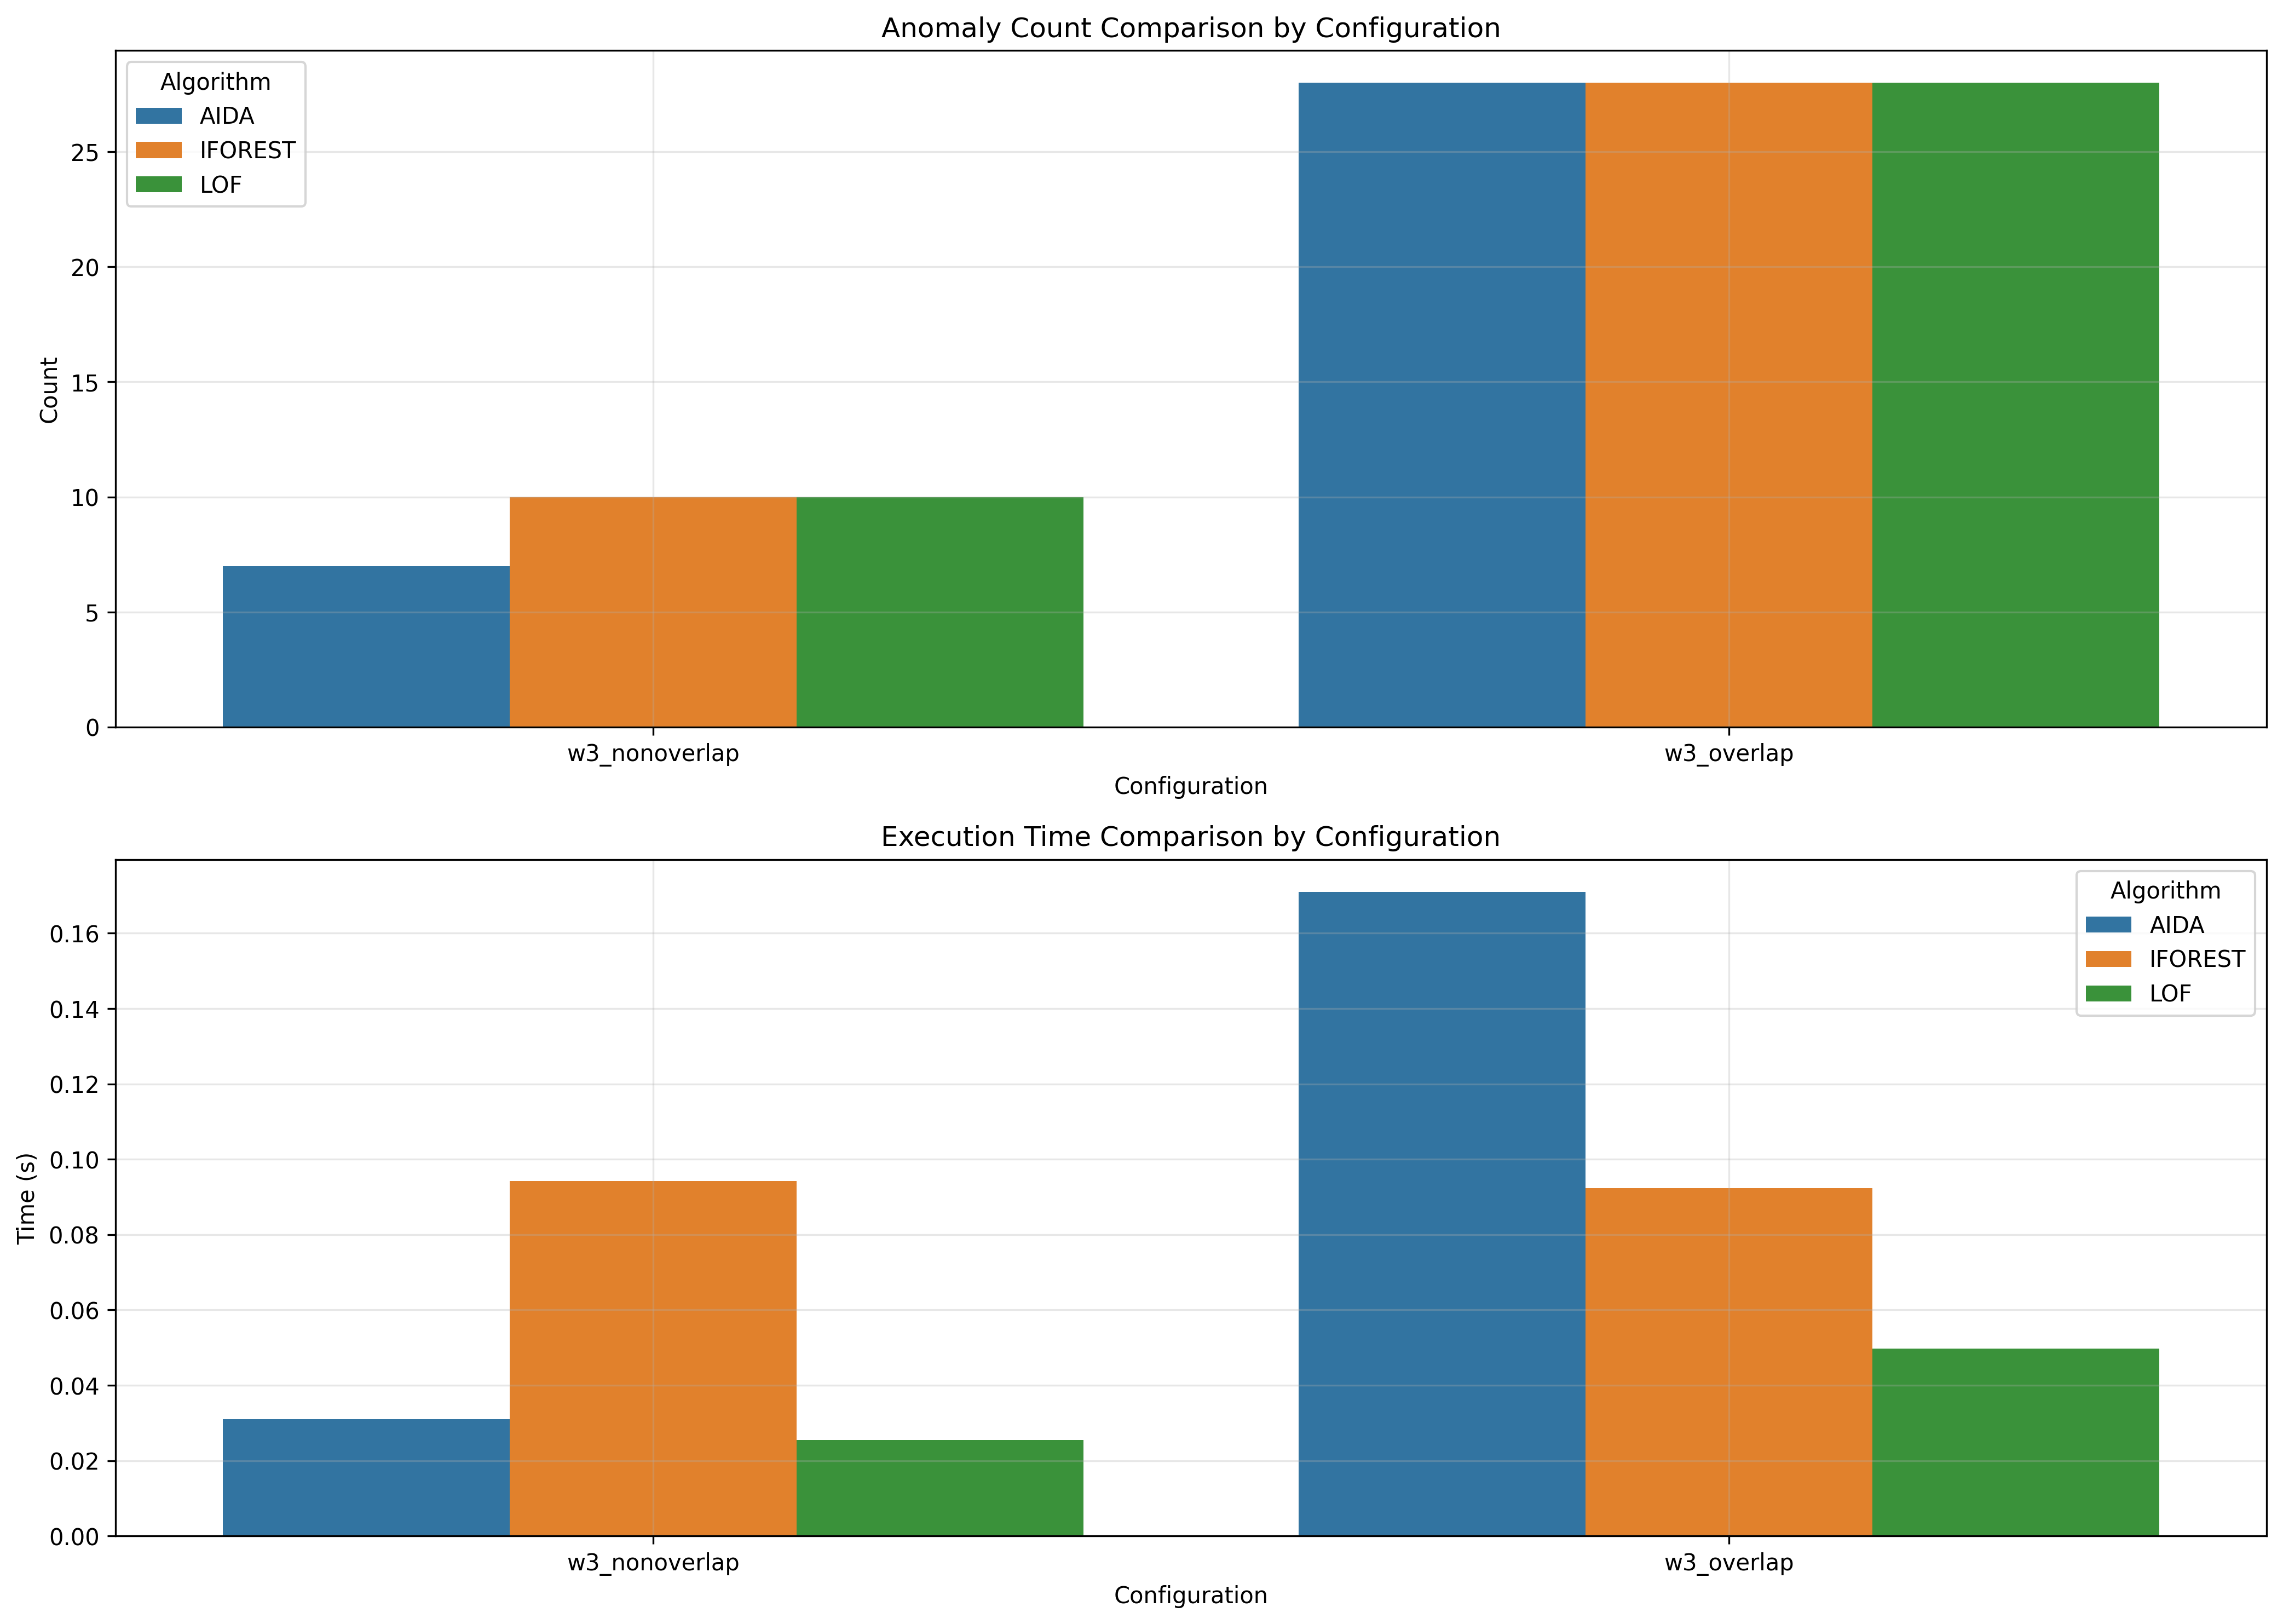 Anomaly Count Comparison by Configuration
Algorithm
AIDA
IFOREST
LOF
25
20
15
10
5
0
Count
w3_nonoverlap
w3_overlap
Configuration
Execution Time Comparison by Configuration
Algorithm
AIDA
IFOREST
LOF
0.16
0.14
0.12
0.10
0.08
0.06
0.04
0.02
0.00
Time (s)
w3_nonoverlap
w3_overlap
Configuration